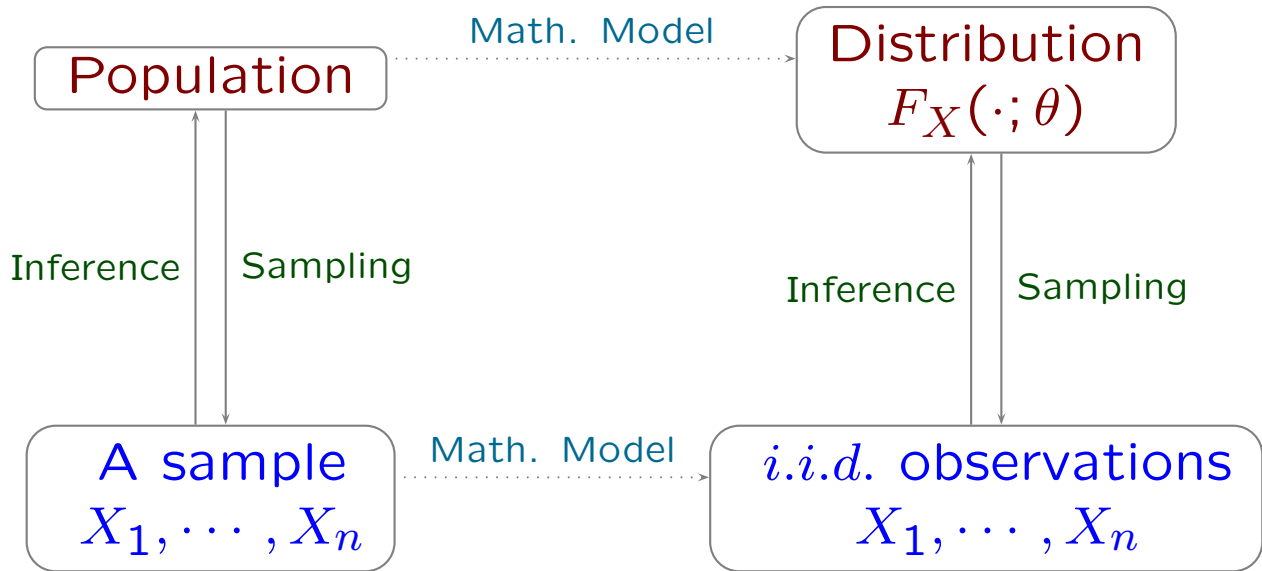 Math. Model
Population
Distribution
F_X(·; θ)
Inference
Sampling
Inference
Sampling
A sample
X_1, ··· , X_n
Math. Model
i.i.d. observations
X_1, ··· , X_n